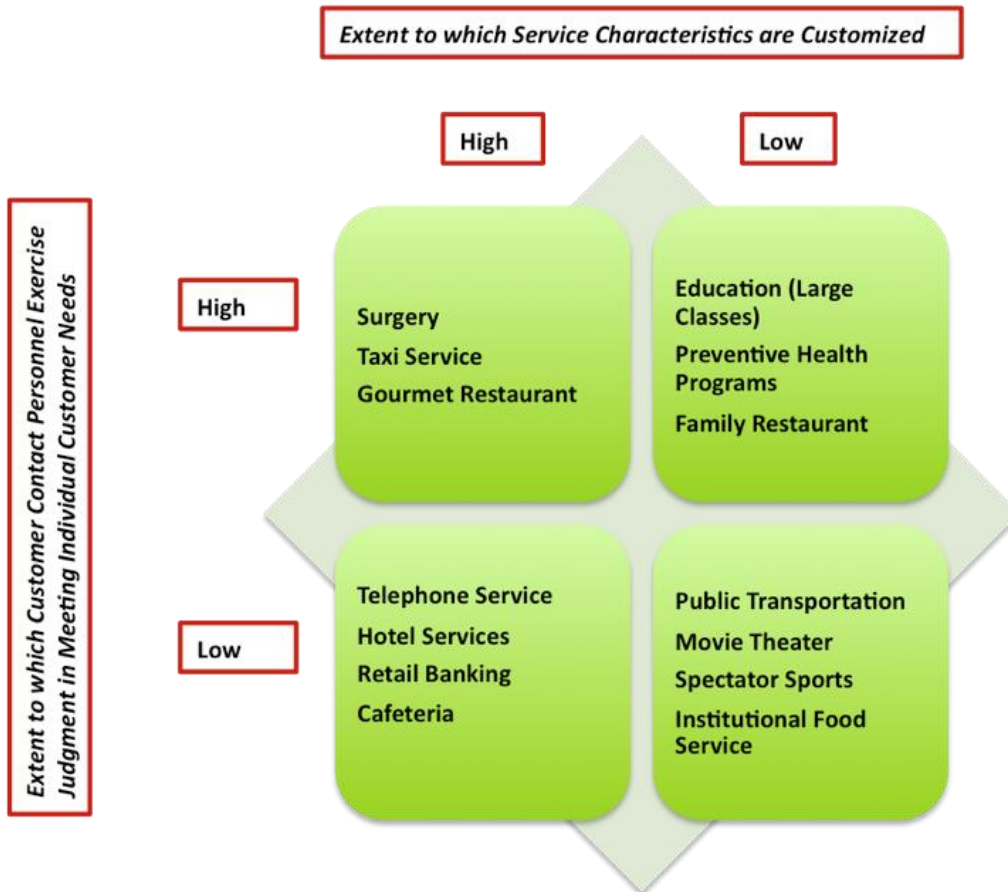 Extent to which Service Characteristics are Customized
High
Low
Extent to which Customer Contact Personnel Exercise
Judgment in Meeting Individual Customer Needs
High
Surgery
Taxi Service
Gourmet Restaurant
Education (Large
Classes)
Preventive Health
Programs
Family Restaurant
Low
Telephone Service
Hotel Services
Retail Banking
Cafeteria
Public Transportation
Movie Theater
Spectator Sports
Institutional Food
Service